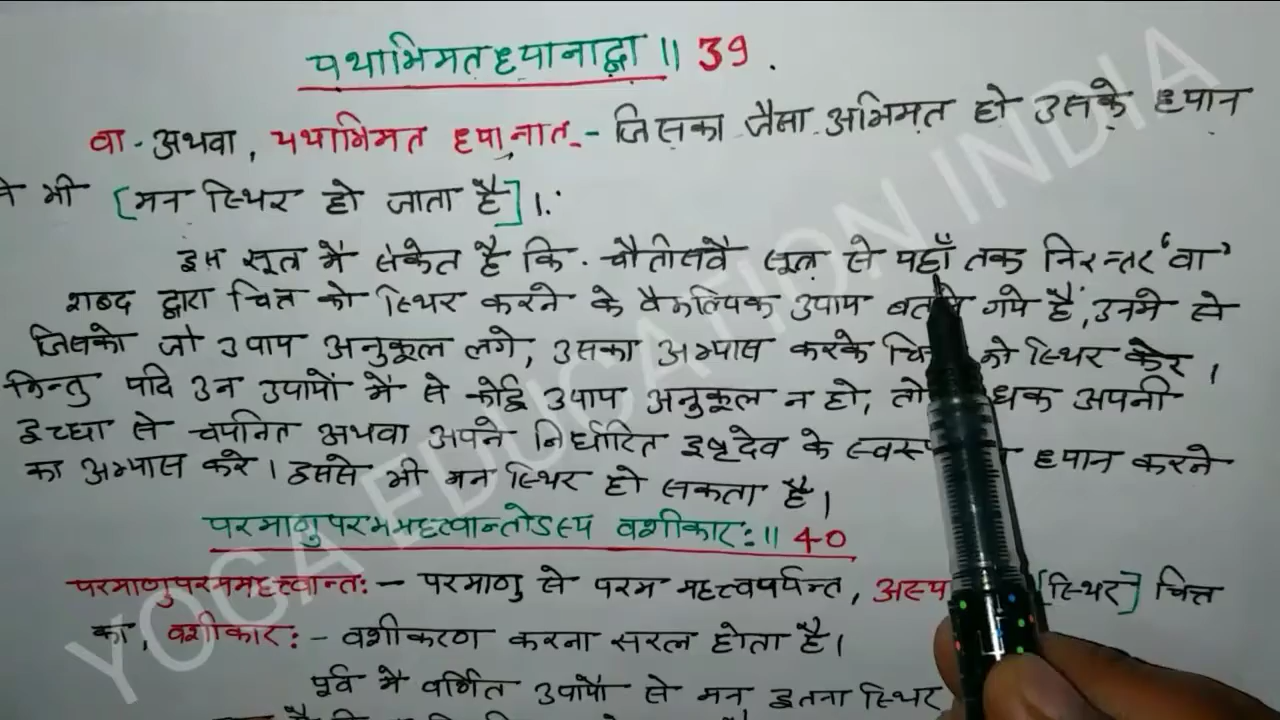 यथाभिमतध्यानाद्वा ॥ 39 .
वा - अथवा, यथाभिमत ध्यानात् - जिसका जैसा अभिमत हो उसके ध्यान
भी [मन स्थिर हो जाता है] ।
इस सूत्र में संकेत है कि - चौंतीसवें सूत्र से यहाँ तक निरन्तर 'वा'
शब्द द्वारा चित्त को स्थिर करने के वैकल्पिक उपाय गये हैं, उनमे से
जिसको जो उपाय अनुकूल लगे, उसका अभ्यास करके को स्थिर करे ।
किन्तु यदि उन उपायों में से कोई उपाय अनुकूल न हो, तो अपनी
इच्छा से चयनित अथवा अपने निर्धारित इष्टदेव के ध्यान करने
का अभ्यास करे । इससे भी मन स्थिर हो सकता है ।
परमाणुपरममहत्त्वान्तोऽस्य वशीकारः ॥ 40
परमाणुपरममहत्त्वान्तः - परमाणु से परम महत्त्वपर्यन्त, अस्य [स्थिर] चित्त
का, वशीकारः - वशीकरण करना सरल होता है ।
पूर्व में वर्णित उपायों से मन इतना स्थिर
YOGA EDUCATION INDIA